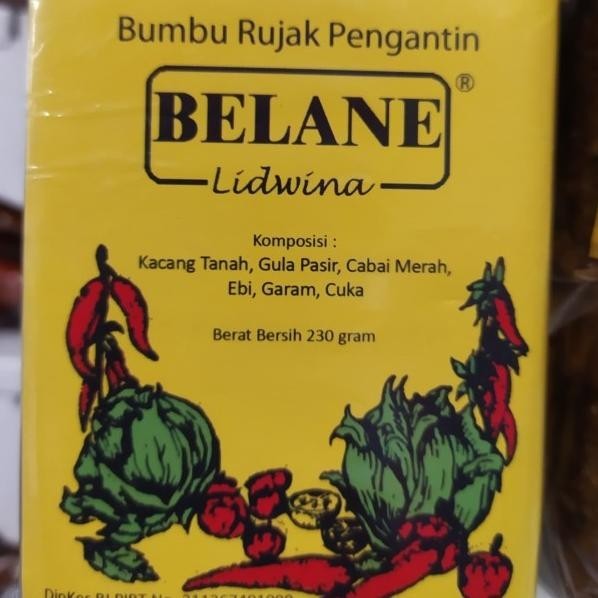 Bumbu Rujak Pengantin
BELANE ®
Lidwina
Komposisi :
Kacang Tanah, Gula Pasir, Cabai Merah,
Ebi, Garam, Cuka
Berat Bersih 230 gram